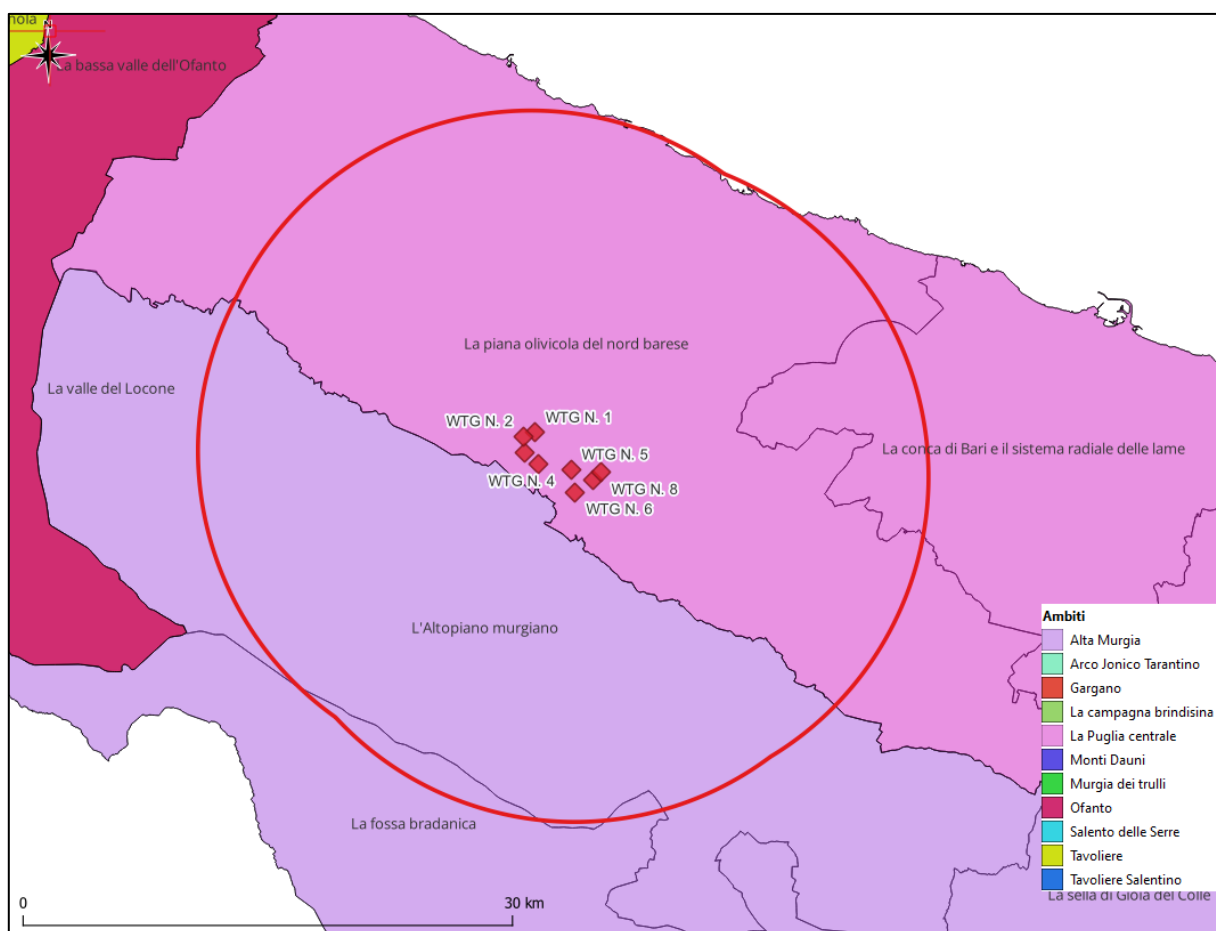 nola
N
La bassa valle dell'Ofanto
La piana olivicola del nord barese
La valle del Locone
WTG N. 1
WTG N. 2
La conca di Bari e il sistema radiale delle lame
WTG N. 5
WTG N. 4
WTG N. 8
WTG N. 6
L'Altopiano murgiano
La fossa bradanica
Ambiti
Alta Murgia
Arco Jonico Tarantino
Gargano
La campagna brindisina
La Puglia centrale
Monti Dauni
Murgia dei trulli
Ofanto
Salento delle Serre
Tavoliere
Tavoliere Salentino
La sella di Gioia del Colle
0
30 km